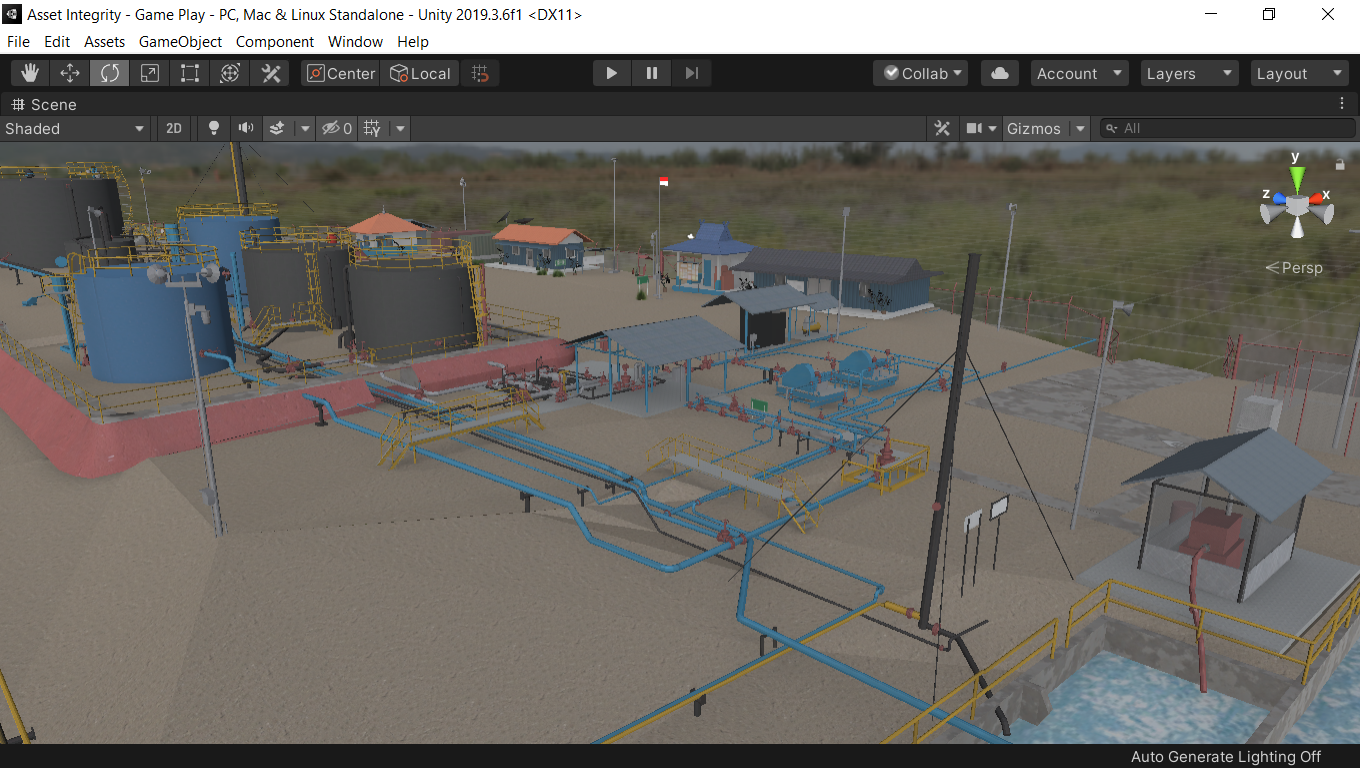 Asset Integrity - Game Play - PC, Mac & Linux Standalone - Unity 2019.3.6f1 <DX11>
File Edit Assets GameObject Component Window Help
Center Local Collab Account Layers Layout
Scene
Shaded 2D 0 Gizmos All
y
z x
Persp
Auto Generate Lighting Off